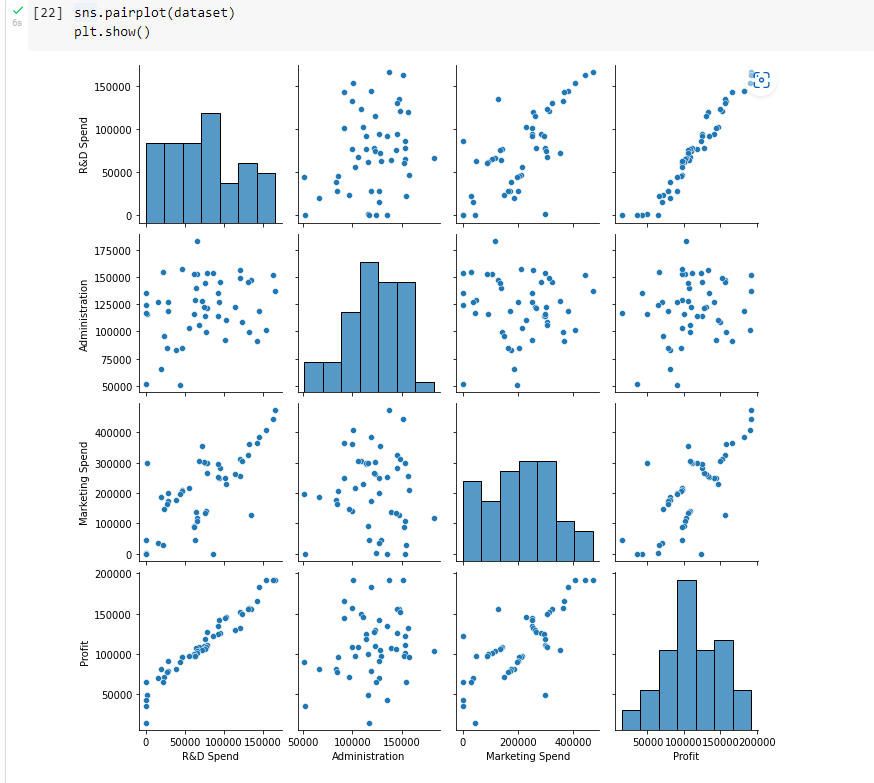 [22] sns.pairplot(dataset)
6s
plt.show()
150000
100000
50000
0
R&D Spend
175000
150000
125000
100000
75000
50000
Administration
400000
300000
200000
100000
0
Marketing Spend
200000
150000
100000
50000
Profit
0 50000 100000 150000 50000 100000 150000 0 200000 400000 50000 100000 150000 200000
R&D Spend Administration Marketing Spend Profit